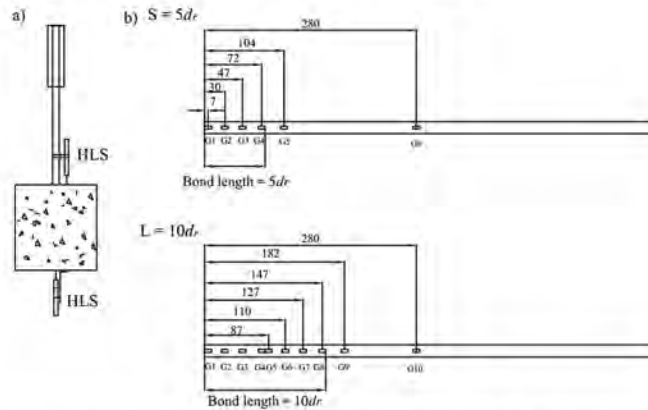 a)
HLS
HLS
b) S = 5dr
280
104
72
47
30
7
G1 G2 G3 G4 G5
Bond length = 5dr
L = 10dr
280
182
147
127
110
87
G1 G2 G3 G4 G5 G6 G7 G8 G9 G10
Bond length = 10dr